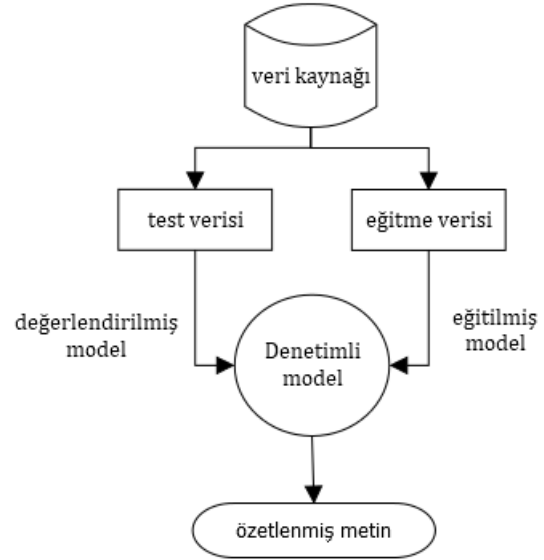 veri kaynağı
test verisi
eğitme verisi
değerlendirilmiş
model
Denetimli
model
eğitilmiş
model
özetlenmiş metin